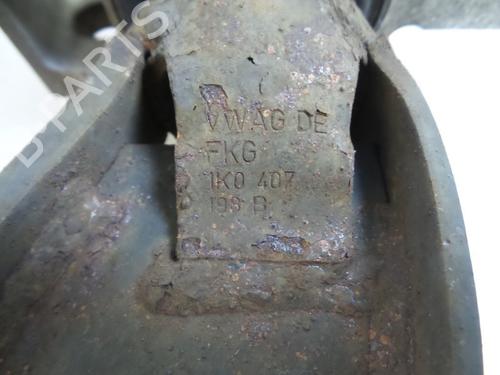 B PARTS
VWAG DE
FKG
1K0 407
199 B